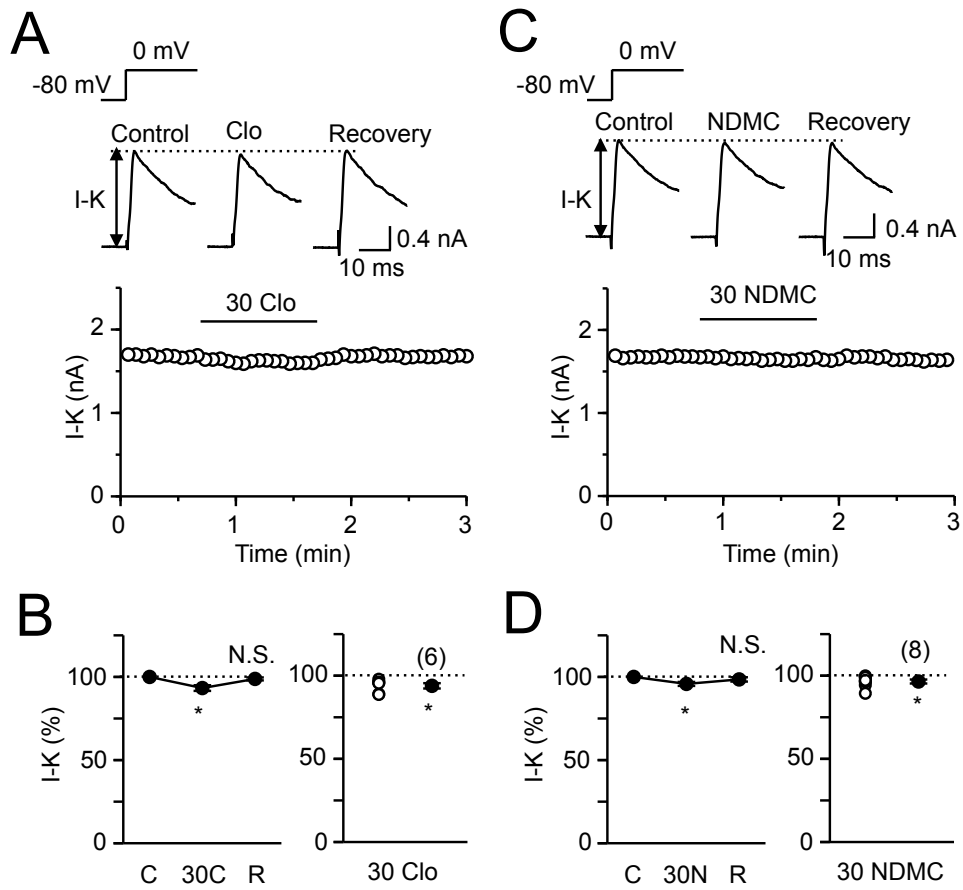 A
0 mV
-80 mV
Control
Clo
Recovery
I-K
0.4 nA
10 ms
30 Clo
2
1
0
I-K (nA)
0
1
2
3
Time (min)
C
0 mV
-80 mV
Control
NDMC
Recovery
I-K
0.4 nA
10 ms
30 NDMC
2
1
0
I-K (nA)
0
1
2
3
Time (min)
B
N.S.
100
50
0
I-K (%)
*
C
30C
R
(6)
100
50
0
*
30 Clo
D
N.S.
100
50
0
I-K (%)
*
C
30N
R
(8)
100
50
0
*
30 NDMC